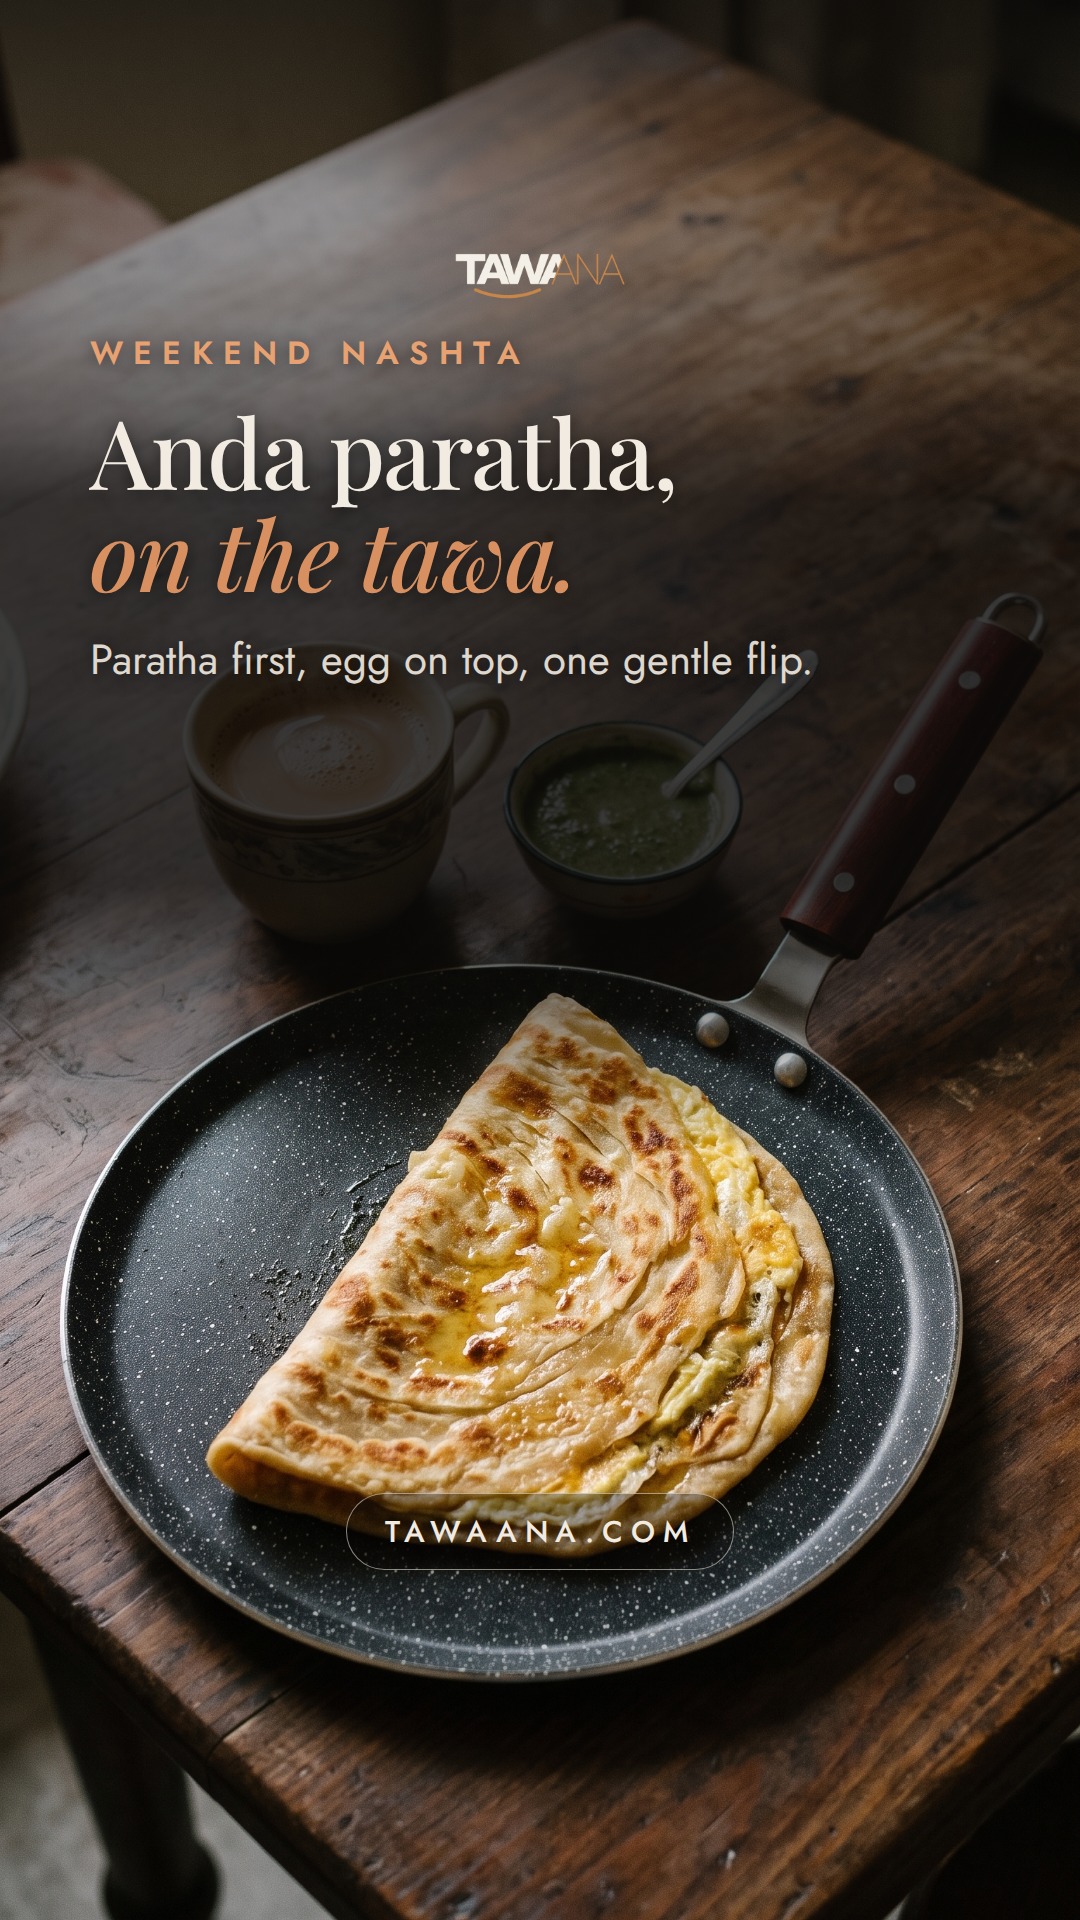 TAWAANA
WEEKEND NASHTA
Anda paratha,
on the tawa.
Paratha first, egg on top, one gentle flip.
TAWAANA.COM